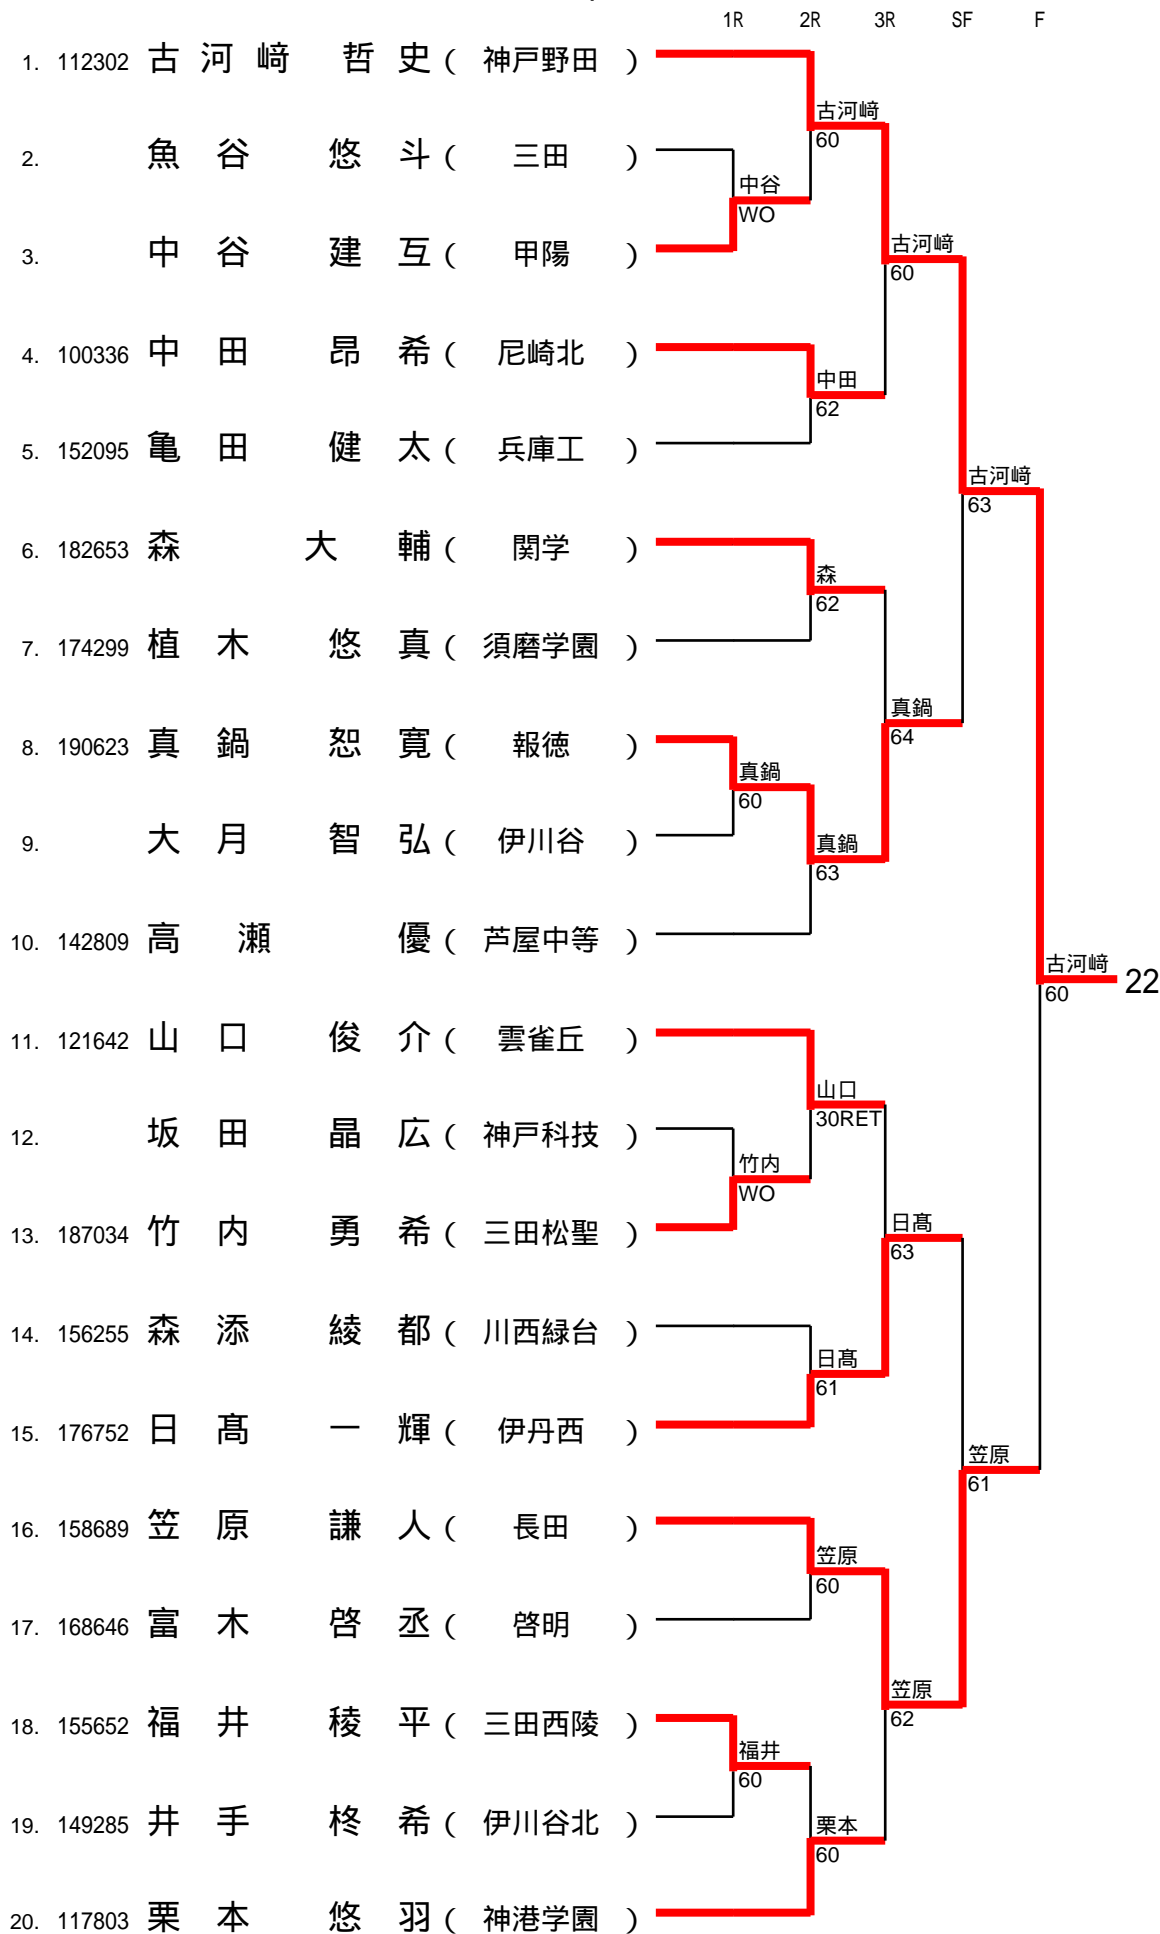 1R 2R 3R SF F
1. 112302 古河﨑 哲史 ( 神戸野田 )
古河﨑
60
2. 魚谷 悠斗 ( 三田 )
中谷
WO
3. 中谷 建互 ( 甲陽 )
古河﨑
60
4. 100336 中田 昂希 ( 尼崎北 )
中田
62
5. 152095 亀田 健太 ( 兵庫工 )
古河﨑
63
6. 182653 森 大輔 ( 関学 )
森
62
7. 174299 植木 悠真 ( 須磨学園 )
真鍋
64
8. 190623 真鍋 恕寛 ( 報徳 )
真鍋
60
9. 大月 智弘 ( 伊川谷 )
真鍋
63
10. 142809 高瀬 優 ( 芦屋中等 )
古河﨑
60
22
11. 121642 山口 俊介 ( 雲雀丘 )
山口
30RET
12. 坂田 晶広 ( 神戸科技 )
竹内
WO
13. 187034 竹内 勇希 ( 三田松聖 )
日髙
63
14. 156255 森添 綾都 ( 川西緑台 )
日髙
61
15. 176752 日髙 一輝 ( 伊丹西 )
笠原
61
16. 158689 笠原 謙人 ( 長田 )
笠原
60
17. 168646 富木 啓丞 ( 啓明 )
笠原
62
18. 155652 福井 稜平 ( 三田西陵 )
福井
60
19. 149285 井手 柊希 ( 伊川谷北 )
栗本
60
20. 117803 栗本 悠羽 ( 神港学園 )